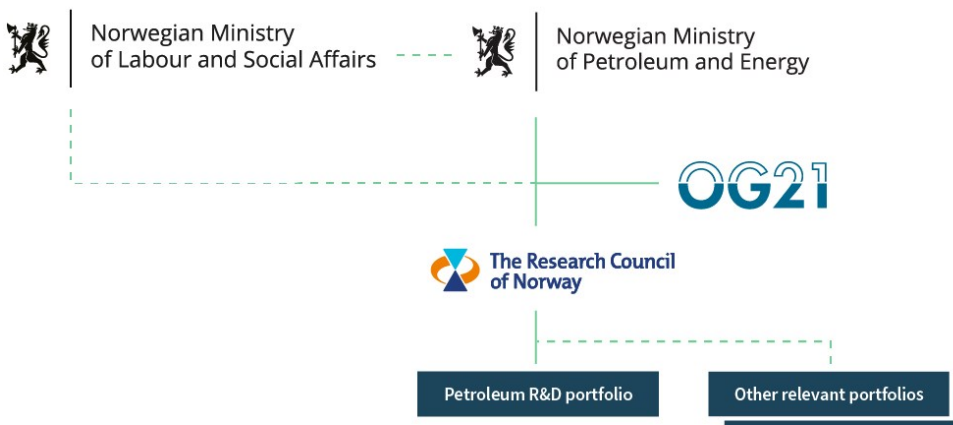 Norwegian Ministry
of Labour and Social Affairs
Norwegian Ministry
of Petroleum and Energy
OG21
The Research Council
of Norway
Petroleum R&D portfolio
Other relevant portfolios